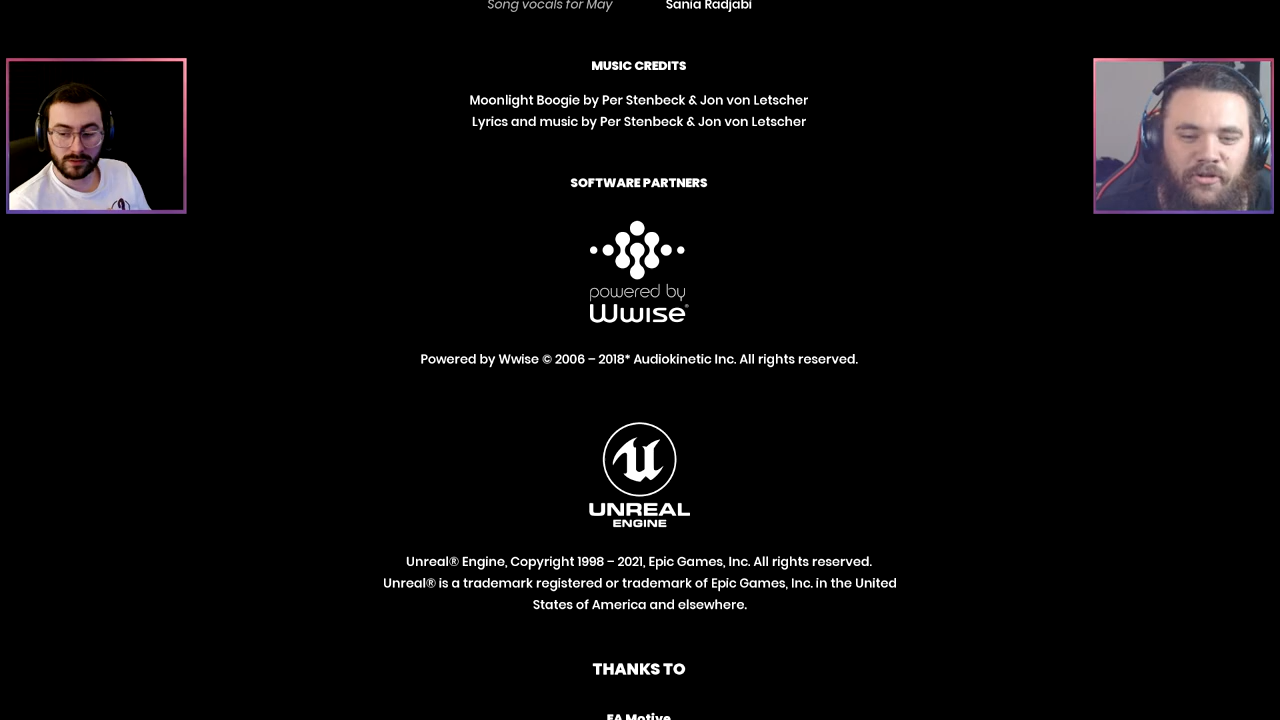 Song vocals for May Sania Radjabi
MUSIC CREDITS
Moonlight Boogie by Per Stenbeck & Jon von Letscher
Lyrics and music by Per Stenbeck & Jon von Letscher
SOFTWARE PARTNERS
powered by
Wwise®
Powered by Wwise © 2006 – 2018* Audiokinetic Inc. All rights reserved.
UNREAL
ENGINE
Unreal® Engine, Copyright 1998 – 2021, Epic Games, Inc. All rights reserved.
Unreal® is a trademark registered or trademark of Epic Games, Inc. in the United
States of America and elsewhere.
THANKS TO
EA Motive